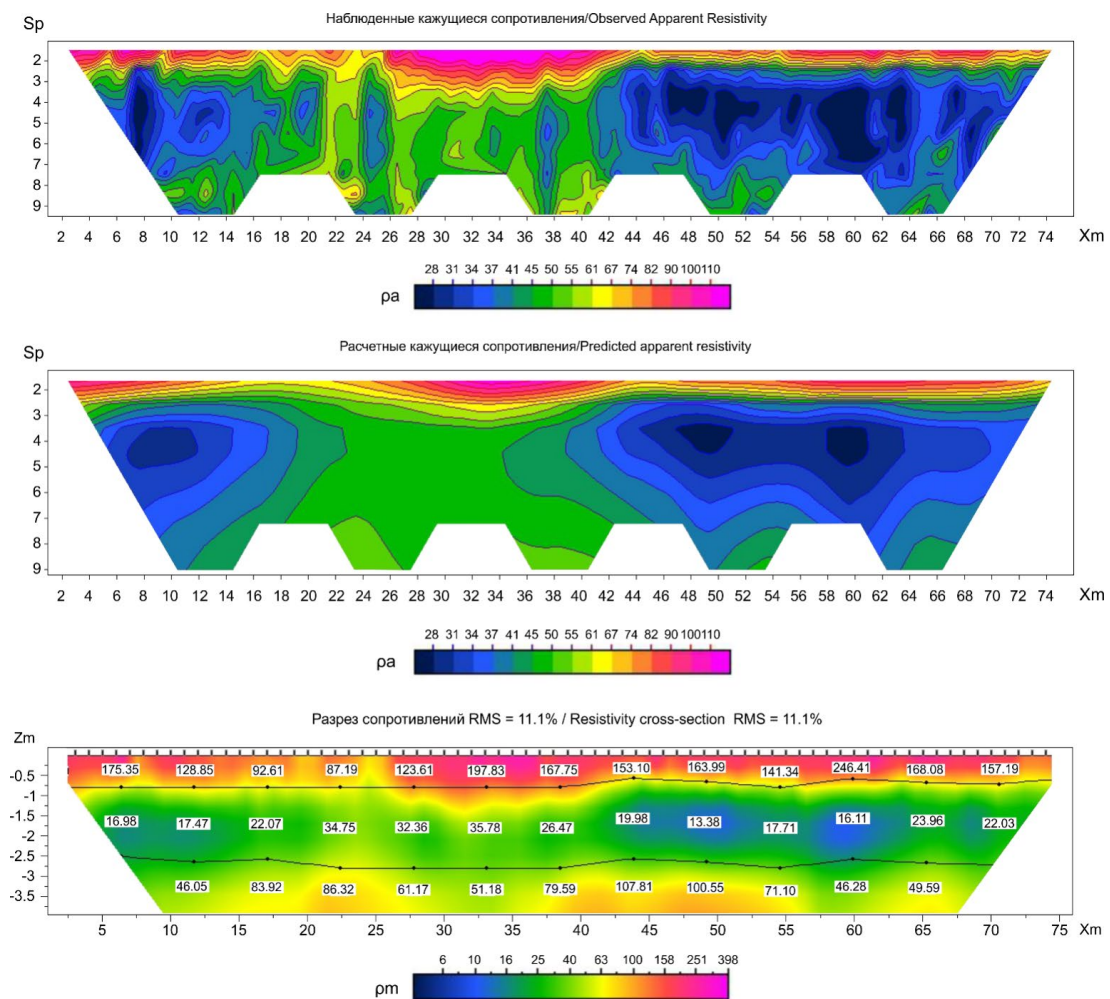 Наблюденные кажущиеся сопротивления/Observed Apparent Resistivity
Sp
2
3
4
5
6
7
8
9
2 4 6 8 10 12 14 16 18 20 22 24 26 28 30 32 34 36 38 40 42 44 46 48 50 52 54 56 58 60 62 64 66 68 70 72 74 Xm
28 31 34 37 41 45 50 55 61 67 74 82 90 100 110
ρa
Расчетные кажущиеся сопротивления/Predicted apparent resistivity
Sp
2
3
4
5
6
7
8
9
2 4 6 8 10 12 14 16 18 20 22 24 26 28 30 32 34 36 38 40 42 44 46 48 50 52 54 56 58 60 62 64 66 68 70 72 74 Xm
28 31 34 37 41 45 50 55 61 67 74 82 90 100 110
ρa
Разрез сопротивлений RMS = 11.1% / Resistivity cross-section RMS = 11.1%
Zm
-0.5
-1
-1.5
-2
-2.5
-3
-3.5
175.35 128.85 92.61 87.19 123.61 197.83 167.75 153.10 163.99 141.34 246.41 168.08 157.19
16.98 17.47 22.07 34.75 32.36 35.78 26.47 19.98 13.38 17.71 16.11 23.96 22.03
46.05 83.92 86.32 61.17 51.18 79.59 107.81 100.55 71.10 46.28 49.59
5 10 15 20 25 30 35 40 45 50 55 60 65 70 75 Xm
6 10 16 25 40 63 100 158 251 398
ρm